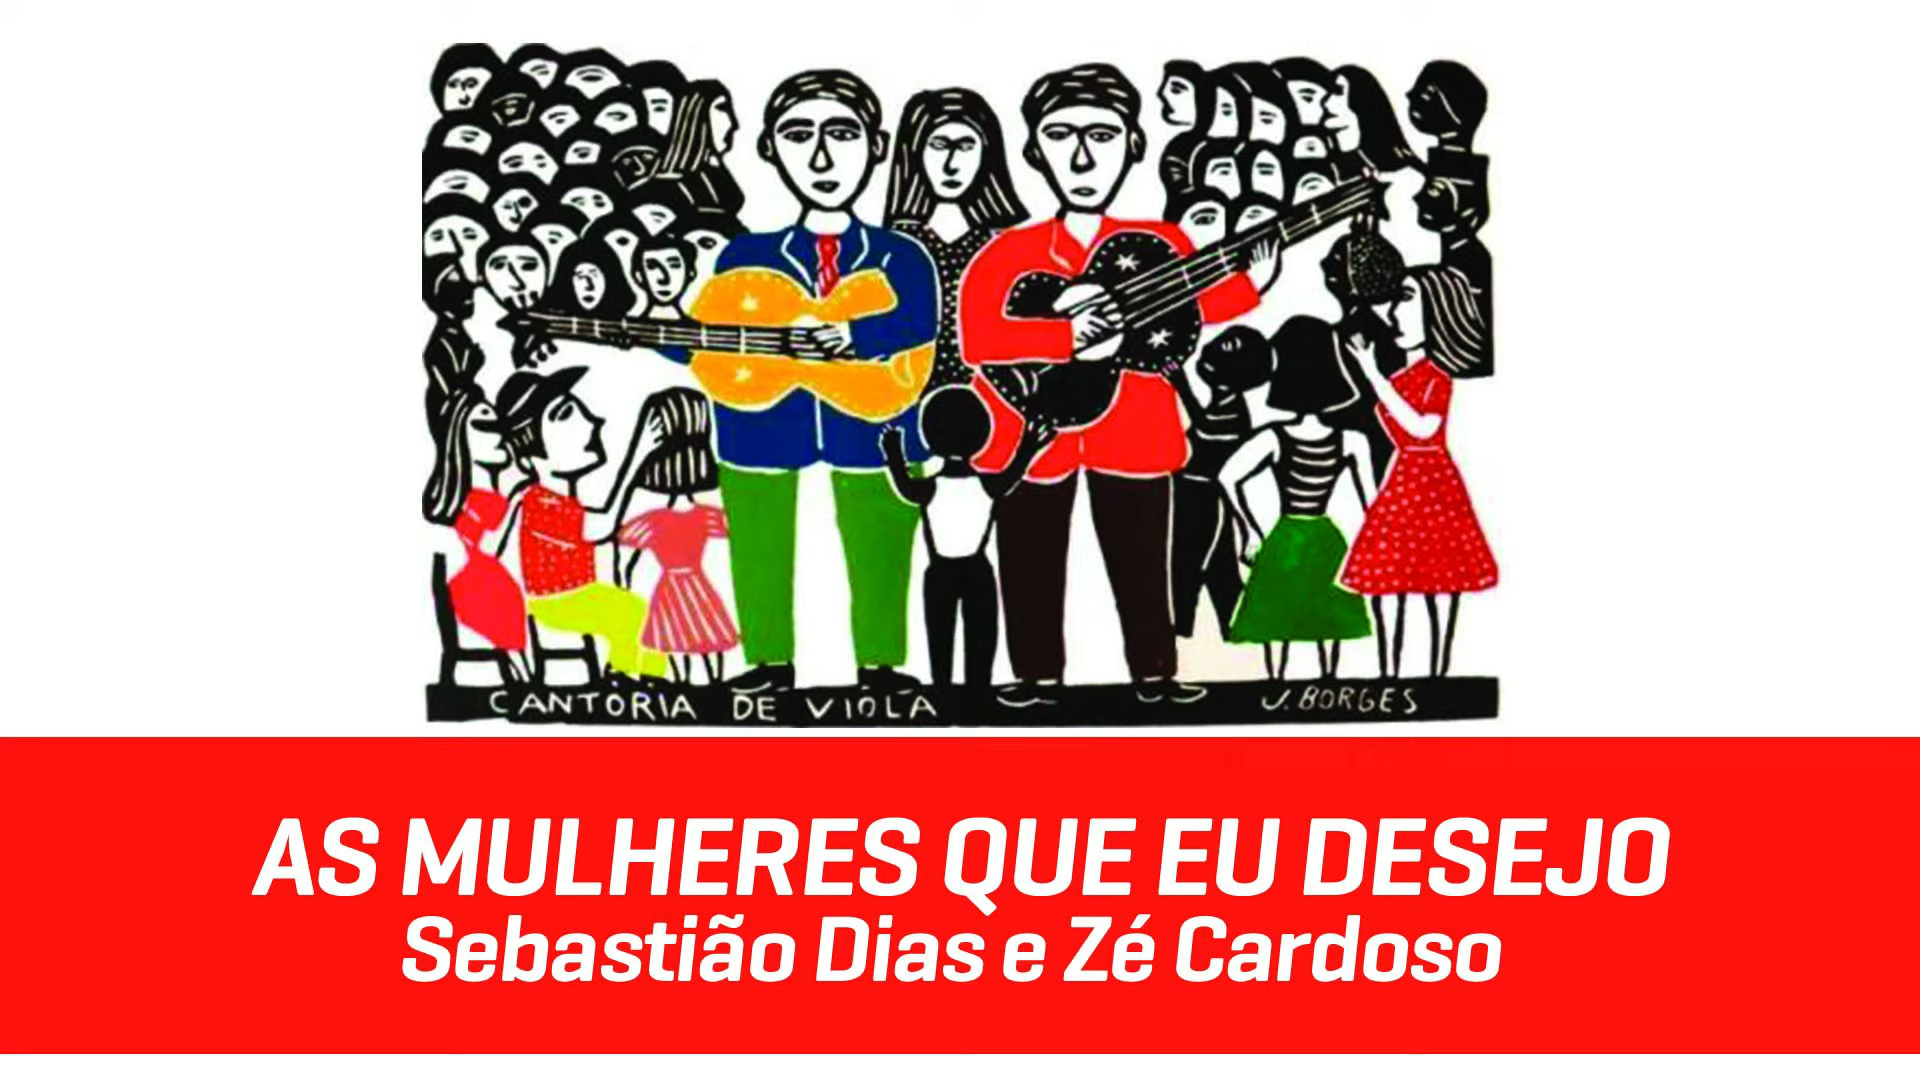 CANTORIA DE VIOLA J. BORGES
AS MULHERES QUE EU DESEJO
Sebastião Dias e Zé Cardoso